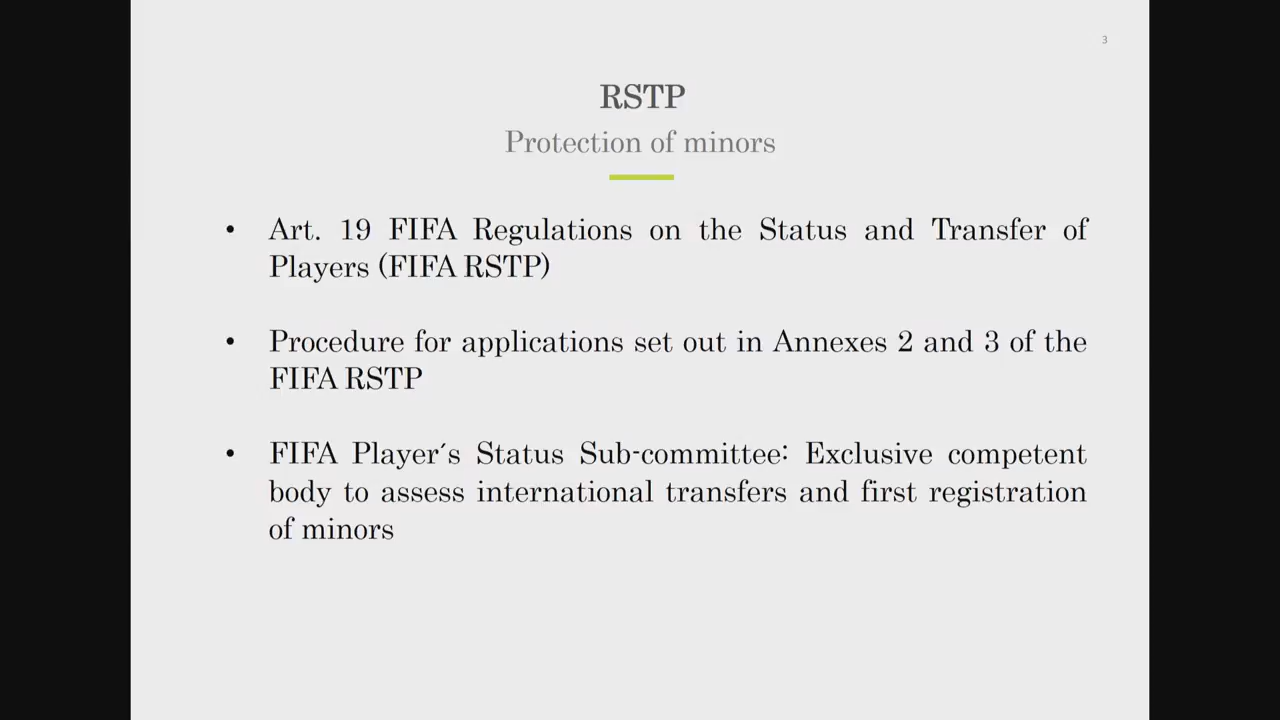 3
RSTP
Protection of minors
• Art. 19 FIFA Regulations on the Status and Transfer of
Players (FIFA RSTP)
• Procedure for applications set out in Annexes 2 and 3 of the
FIFA RSTP
• FIFA Player´s Status Sub-committee: Exclusive competent
body to assess international transfers and first registration
of minors